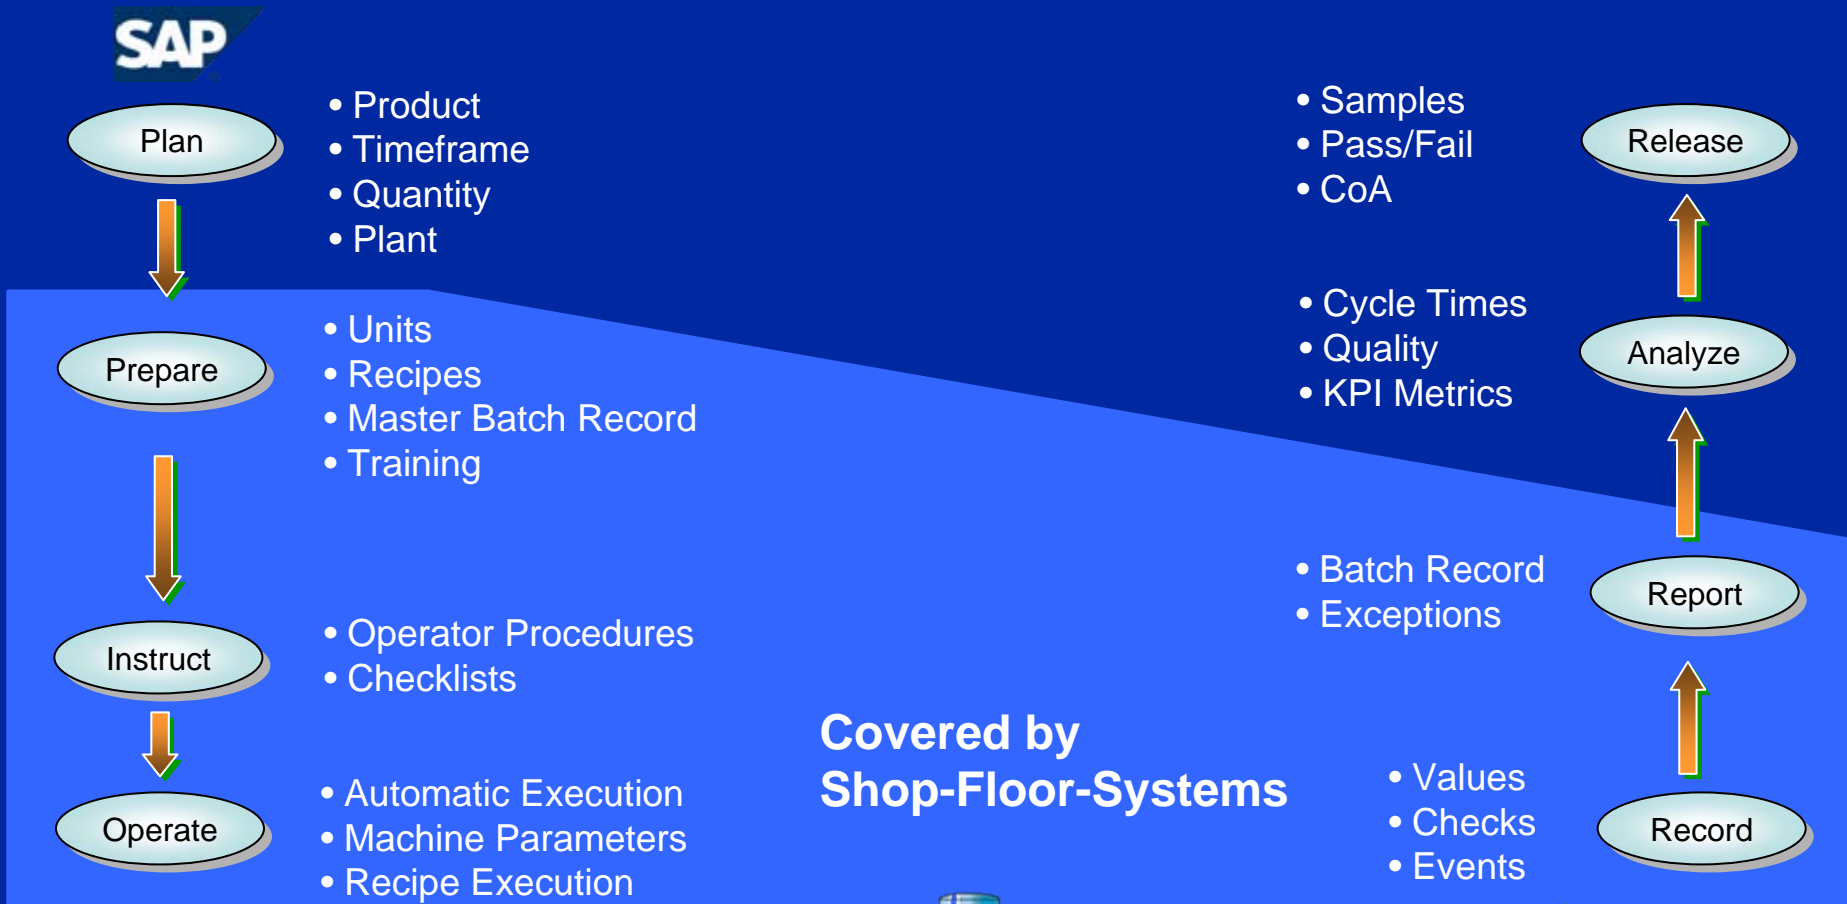 SAP
Plan
• Product
• Timeframe
• Quantity
• Plant
Prepare
• Units
• Recipes
• Master Batch Record
• Training
Instruct
• Operator Procedures
• Checklists
Operate
• Automatic Execution
• Machine Parameters
• Recipe Execution
Covered by
Shop-Floor-Systems
• Samples
• Pass/Fail
• CoA
Release
• Cycle Times
• Quality
• KPI Metrics
Analyze
• Batch Record
• Exceptions
Report
• Values
• Checks
• Events
Record